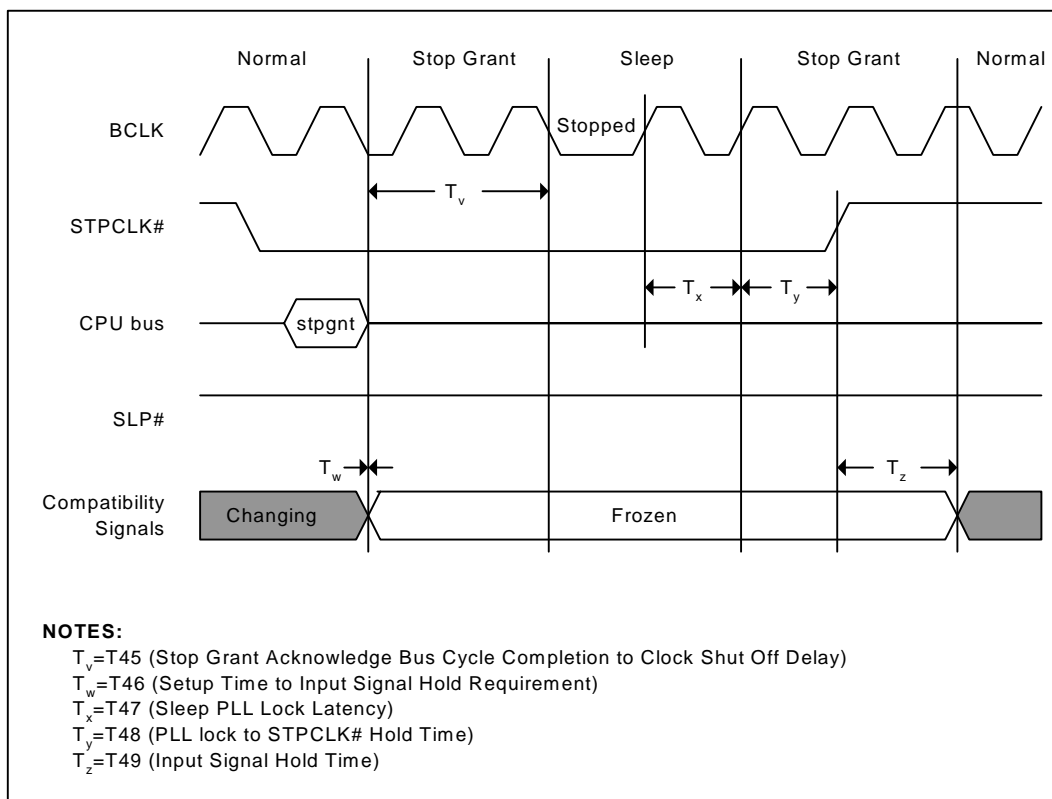 Normal Stop Grant Sleep Stop Grant Normal
BCLK
Stopped
Tv
STPCLK#
Tx Ty
CPU bus
stpgnt
SLP#
Tw Tz
Compatibility
Signals
Changing Frozen
NOTES:
Tv=T45 (Stop Grant Acknowledge Bus Cycle Completion to Clock Shut Off Delay)
Tw=T46 (Setup Time to Input Signal Hold Requirement)
Tx=T47 (Sleep PLL Lock Latency)
Ty=T48 (PLL lock to STPCLK# Hold Time)
Tz=T49 (Input Signal Hold Time)